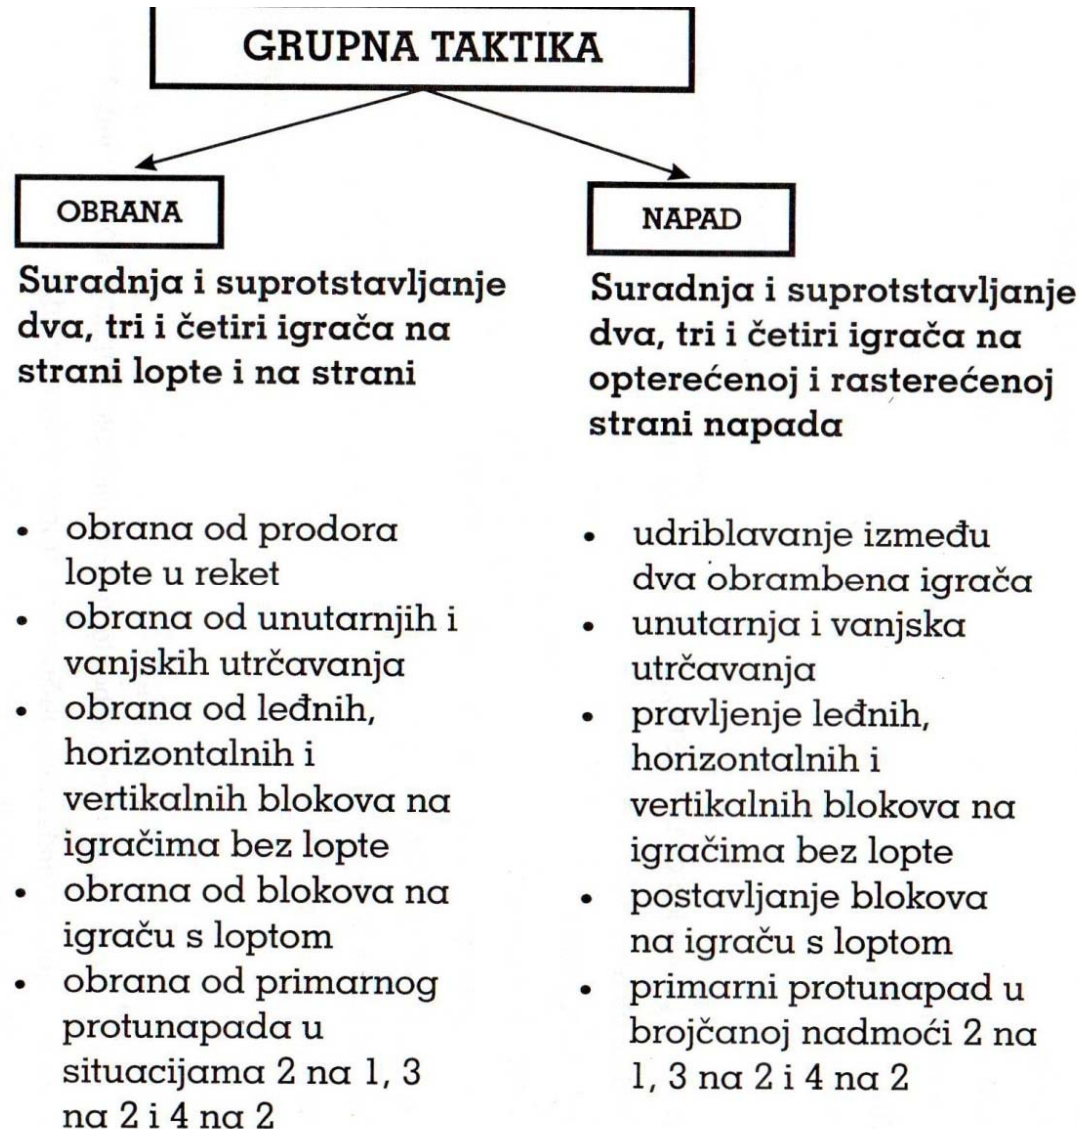 GRUPNA TAKTIKA
OBRANA
Suradnja i suprotstavljanje
dva, tri i četiri igrača na
strani lopte i na strani
• obrana od prodora
lopte u reket
• obrana od unutarnjih i
vanjskih utrčavanja
• obrana od leđnih,
horizontalnih i
vertikalnih blokova na
igračima bez lopte
• obrana od blokova na
igraču s loptom
• obrana od primarnog
protunapada u
situacijama 2 na 1, 3
na 2 i 4 na 2
NAPAD
Suradnja i suprotstavljanje
dva, tri i četiri igrača na
opterećenoj i rasterećenoj
strani napada
• udriblavanje između
dva obrambena igrača
• unutarnja i vanjska
utrčavanja
• pravljenje leđnih,
horizontalnih i
vertikalnih blokova na
igračima bez lopte
• postavljanje blokova
na igraču s loptom
• primarni protunapad u
brojčanoj nadmoći 2 na
1, 3 na 2 i 4 na 2